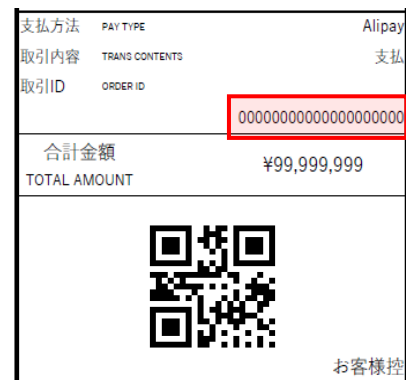 支払方法 PAY TYPE Alipay
取引内容 TRANS CONTENTS 支払
取引ID ORDER ID
00000000000000000000
合計金額 ¥99,999,999
TOTAL AMOUNT
お客様控